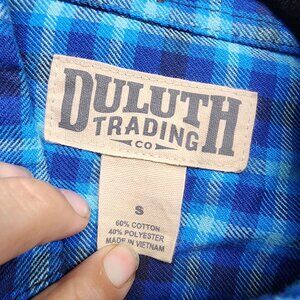 DULUTH
TRADING
CO
S
60% COTTON
40% POLYESTER
MADE IN VIETNAM